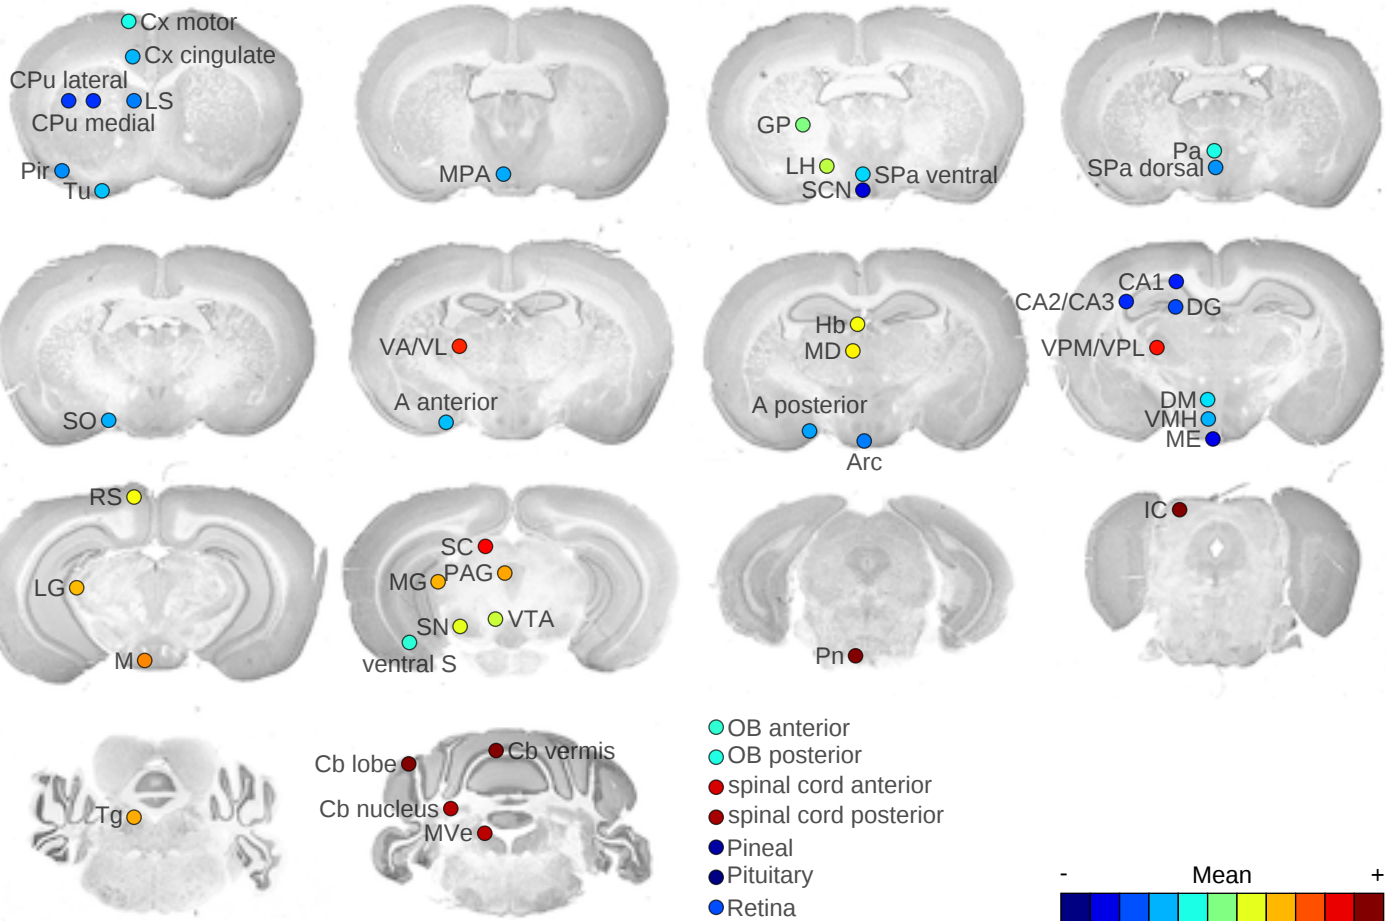 Cx motor
Cx cingulate
CPu lateral
LS
CPu medial
Pir
Tu
MPA
GP
LH
SPa ventral
SCN
Pa
SPa dorsal
SO
VA/VL
A anterior
Hb
MD
A posterior
Arc
CA1
CA2/CA3
DG
VPM/VPL
DM
VMH
ME
RS
LG
M
SC
MG
PAG
SN
VTA
ventral S
Pn
IC
Tg
Cb lobe
Cb vermis
Cb nucleus
MVe
OB anterior
OB posterior
spinal cord anterior
spinal cord posterior
Pineal
Pituitary
Retina
- Mean +